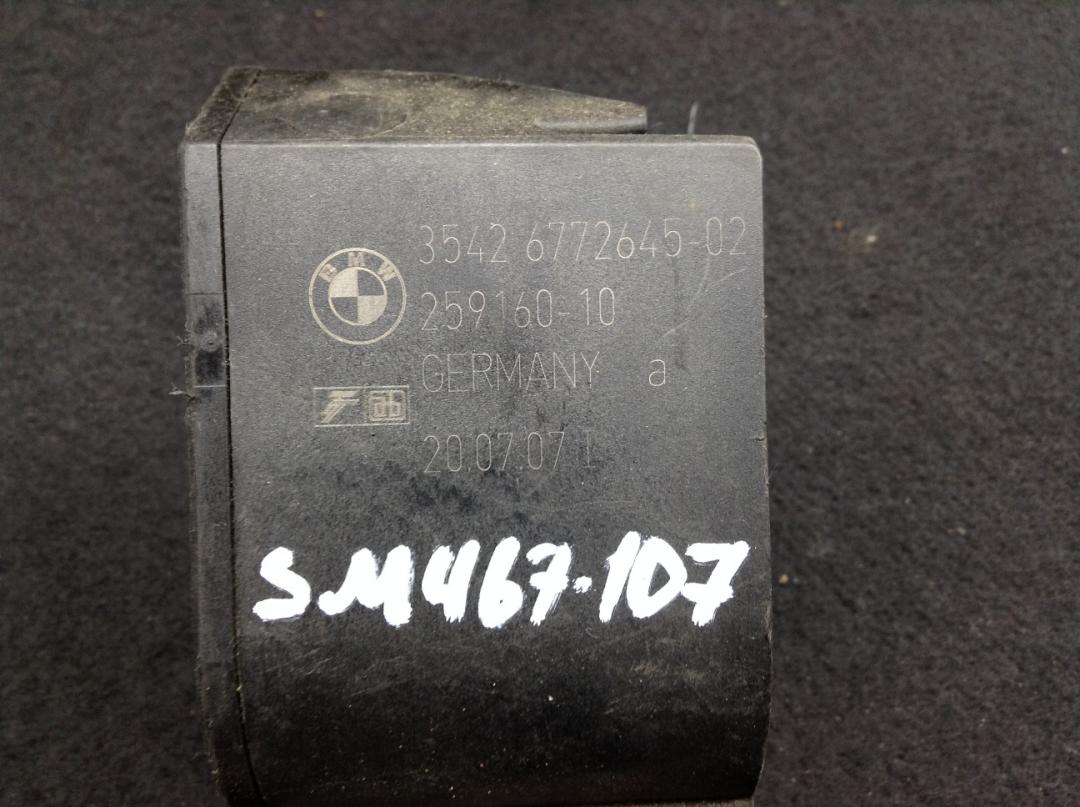 BMW
3542 6772645-02
259160-10
GERMANY a
20.07.07 L
SM467-107